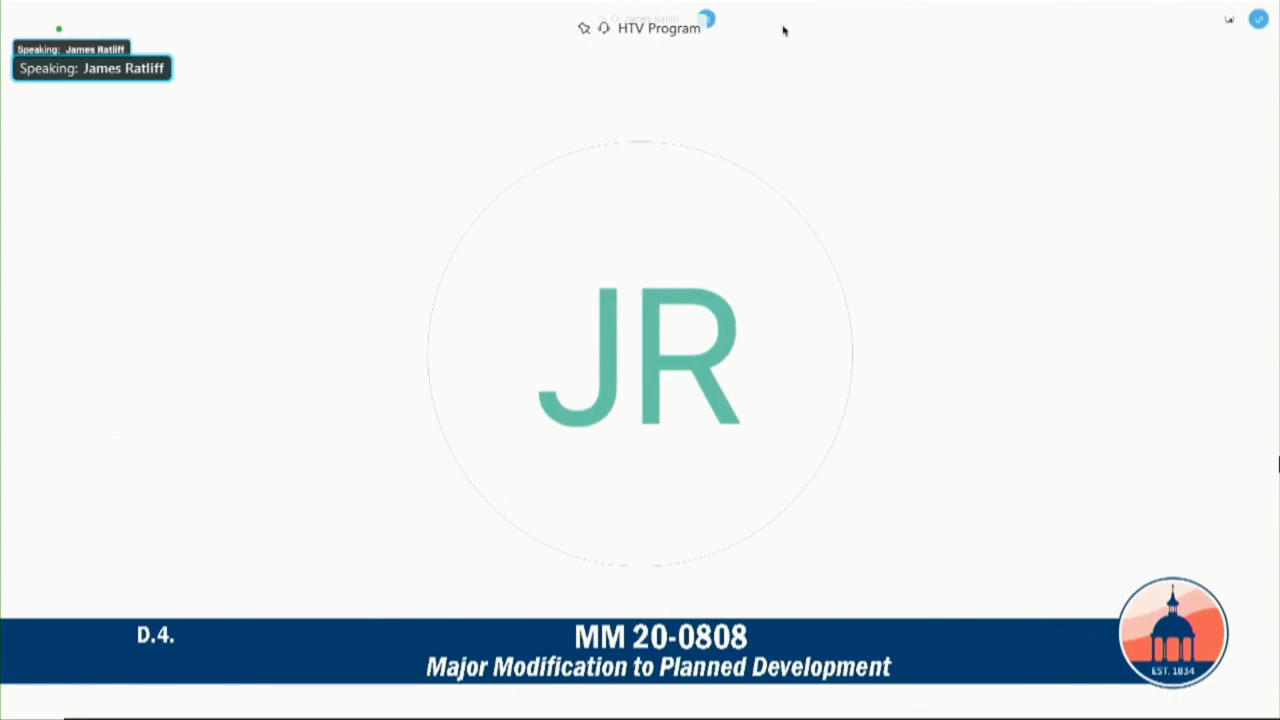 HTV Program
Speaking: James Ratliff
Speaking: James Ratliff
JR
D.4.
MM 20-0808
Major Modification to Planned Development
EST. 1834